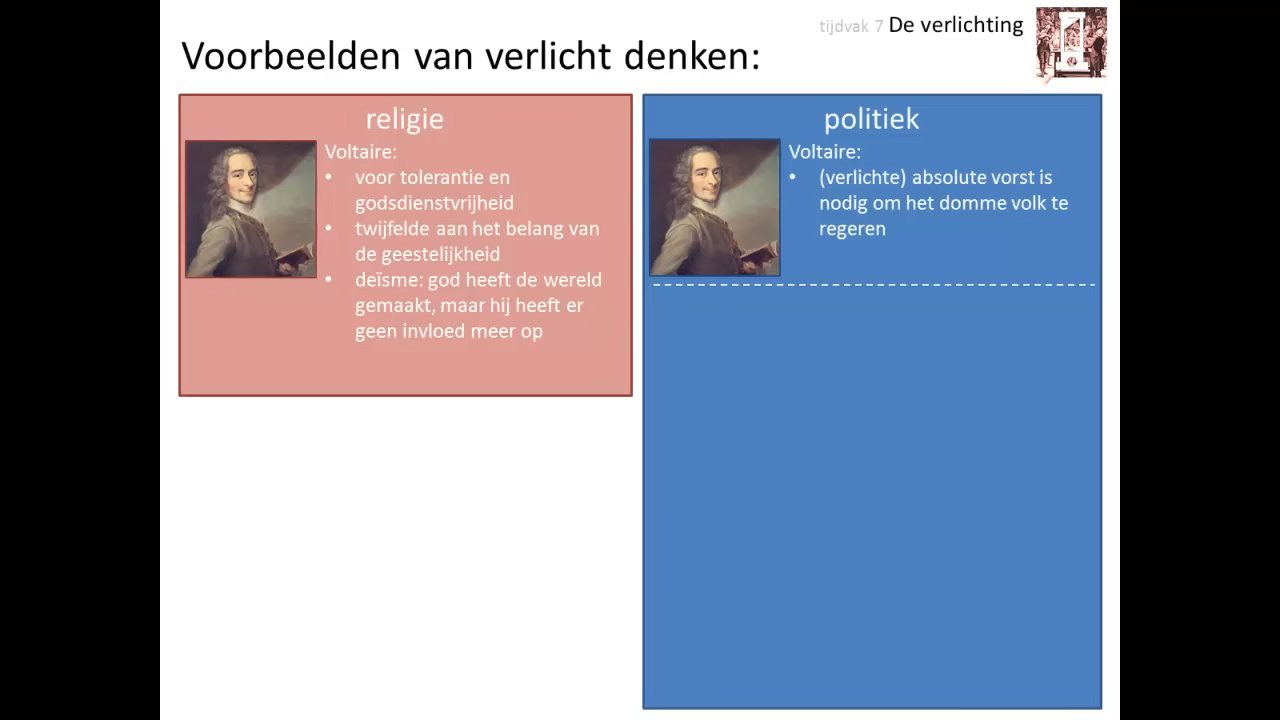 tijdvak 7 De verlichting
Voorbeelden van verlicht denken:
religie
Voltaire:
• voor tolerantie en
godsdienstvrijheid
• twijfelde aan het belang van
de geestelijkheid
• deïsme: god heeft de wereld
gemaakt, maar hij heeft er
geen invloed meer op
politiek
Voltaire:
• (verlichte) absolute vorst is
nodig om het domme volk te
regeren